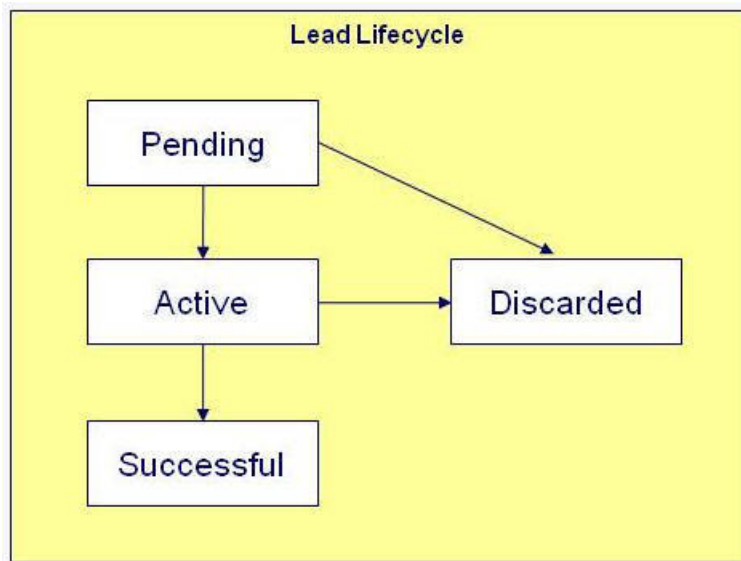 Lead Lifecycle
Pending
Active
Discarded
Successful